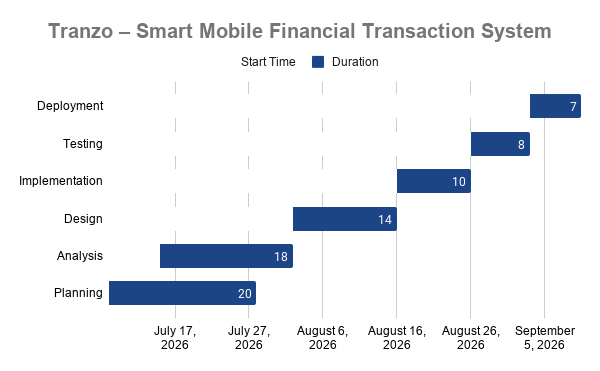 Tranzo – Smart Mobile Financial Transaction System
Start Time Duration
Deployment 7
Testing 8
Implementation 10
Design 14
Analysis 18
Planning 20
July 17, 2026
July 27, 2026
August 6, 2026
August 16, 2026
August 26, 2026
September 5, 2026